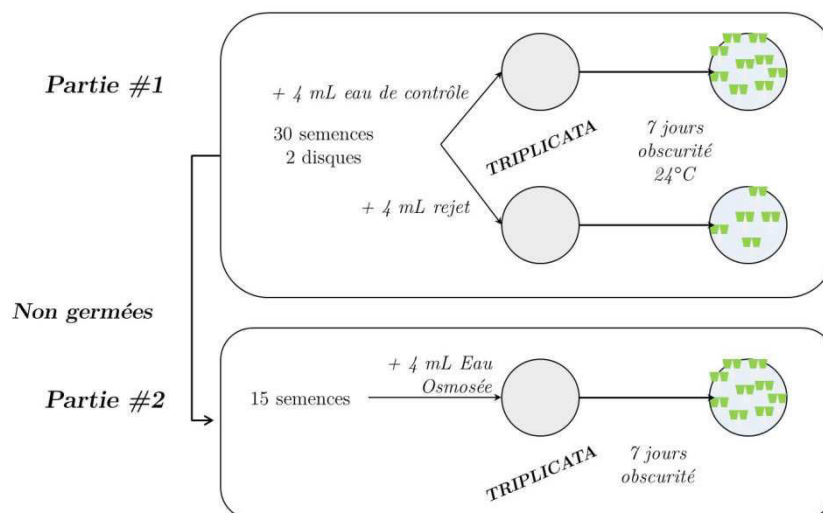 Partie #1
+ 4 mL eau de contrôle
30 semences
2 disques
TRIPLICATA
7 jours
obscurité
24°C
+ 4 mL rejet
Non germées
Partie #2
15 semences
+ 4 mL Eau
Osmosée
TRIPLICATA
7 jours
obscurité